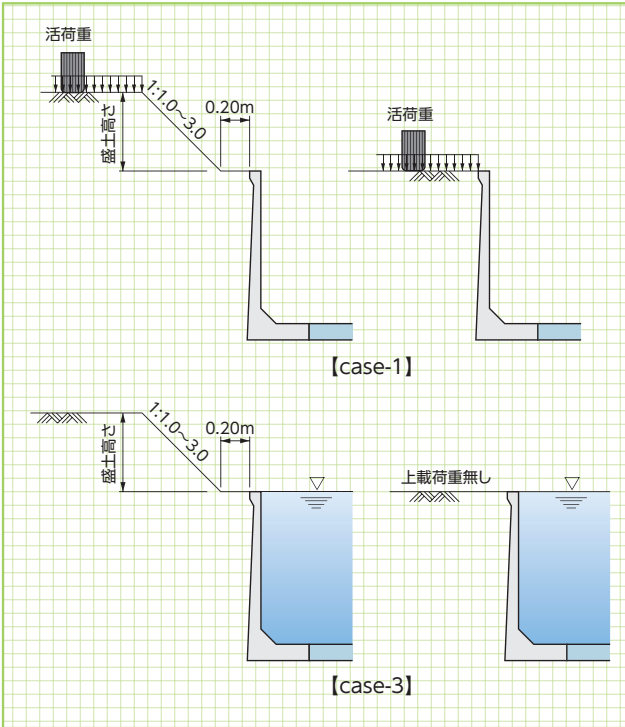 活荷重
1:1.0～3.0
0.20m
盛土高さ
活荷重
【case-1】
1:1.0～3.0
0.20m
盛土高さ
上載荷重無し
【case-3】